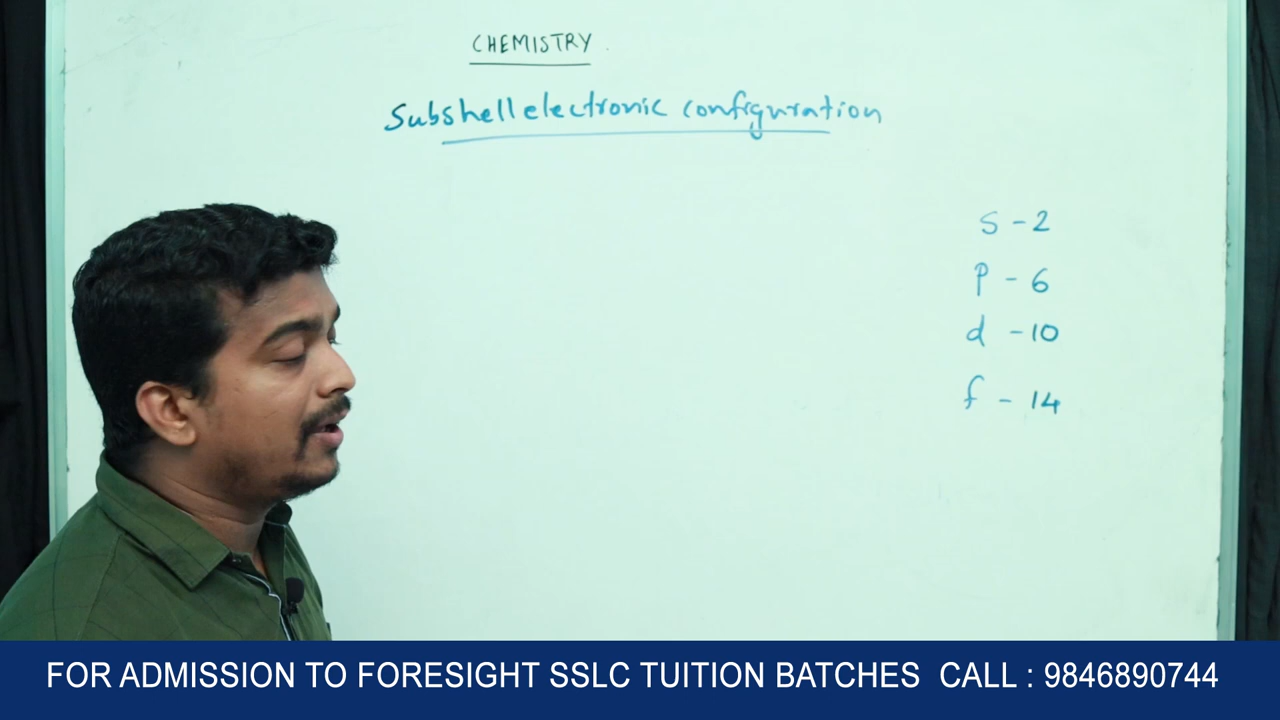 CHEMISTRY
Subshell electronic configuration
S - 2
P - 6
d - 10
f - 14
FOR ADMISSION TO FORESIGHT SSLC TUITION BATCHES CALL : 9846890744